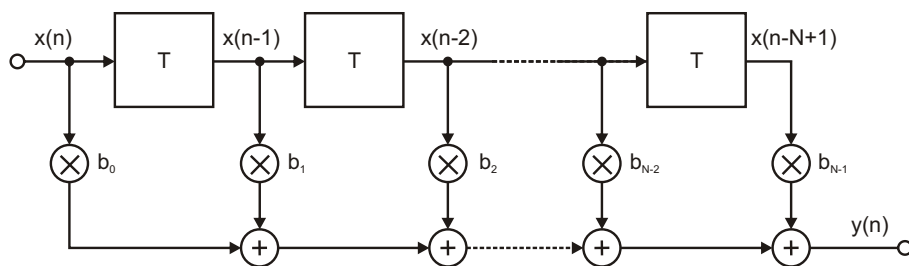 x(n) x(n-1) x(n-2) x(n-N+1)
T T T
b0 b1 b2 bN-2 bN-1
y(n)
+ + + +